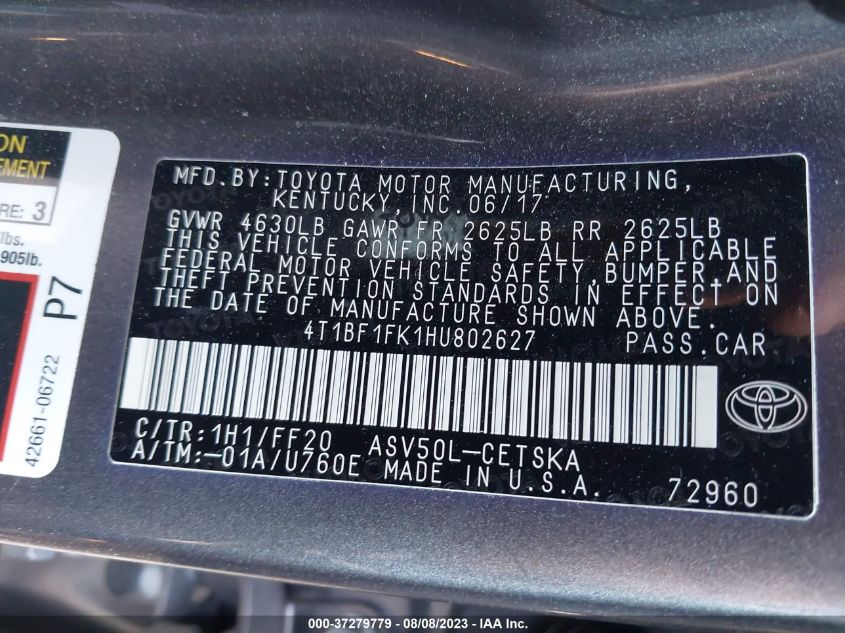 ON
EMENT
RE: 3
lbs.
905lb.
P7
42661-06722
MFD.BY:TOYOTA MOTOR MANUFACTURING,
KENTUCKY, INC.06/17
GVWR 4630LB GAWR FR 2625LB RR 2625LB
THIS VEHICLE CONFORMS TO ALL APPLICABLE
FEDERAL MOTOR VEHICLE SAFETY,BUMPER,AND
THEFT PREVENTION STANDARDS IN EFFECT ON
THE DATE OF MANUFACTURE SHOWN ABOVE.
4T1BF1FK1HU802627 PASS.CAR
C/TR:1H1/FF20 ASV50L-CETSKA
A/TM:-01A/U760E MADE IN U.S.A. 72960
000-37279779 - 08/08/2023 - IAA Inc.